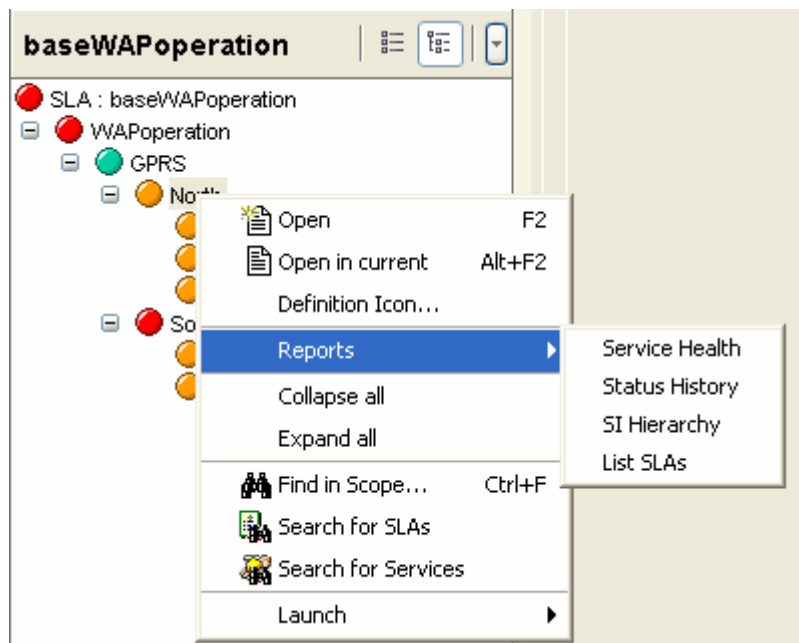 baseWAPoperation
SLA : baseWAPoperation
WAPoperation
GPRS
North
So
Open F2
Open in current Alt+F2
Definition Icon...
Reports
Collapse all
Expand all
Find in Scope... Ctrl+F
Search for SLAs
Search for Services
Launch
Service Health
Status History
SI Hierarchy
List SLAs